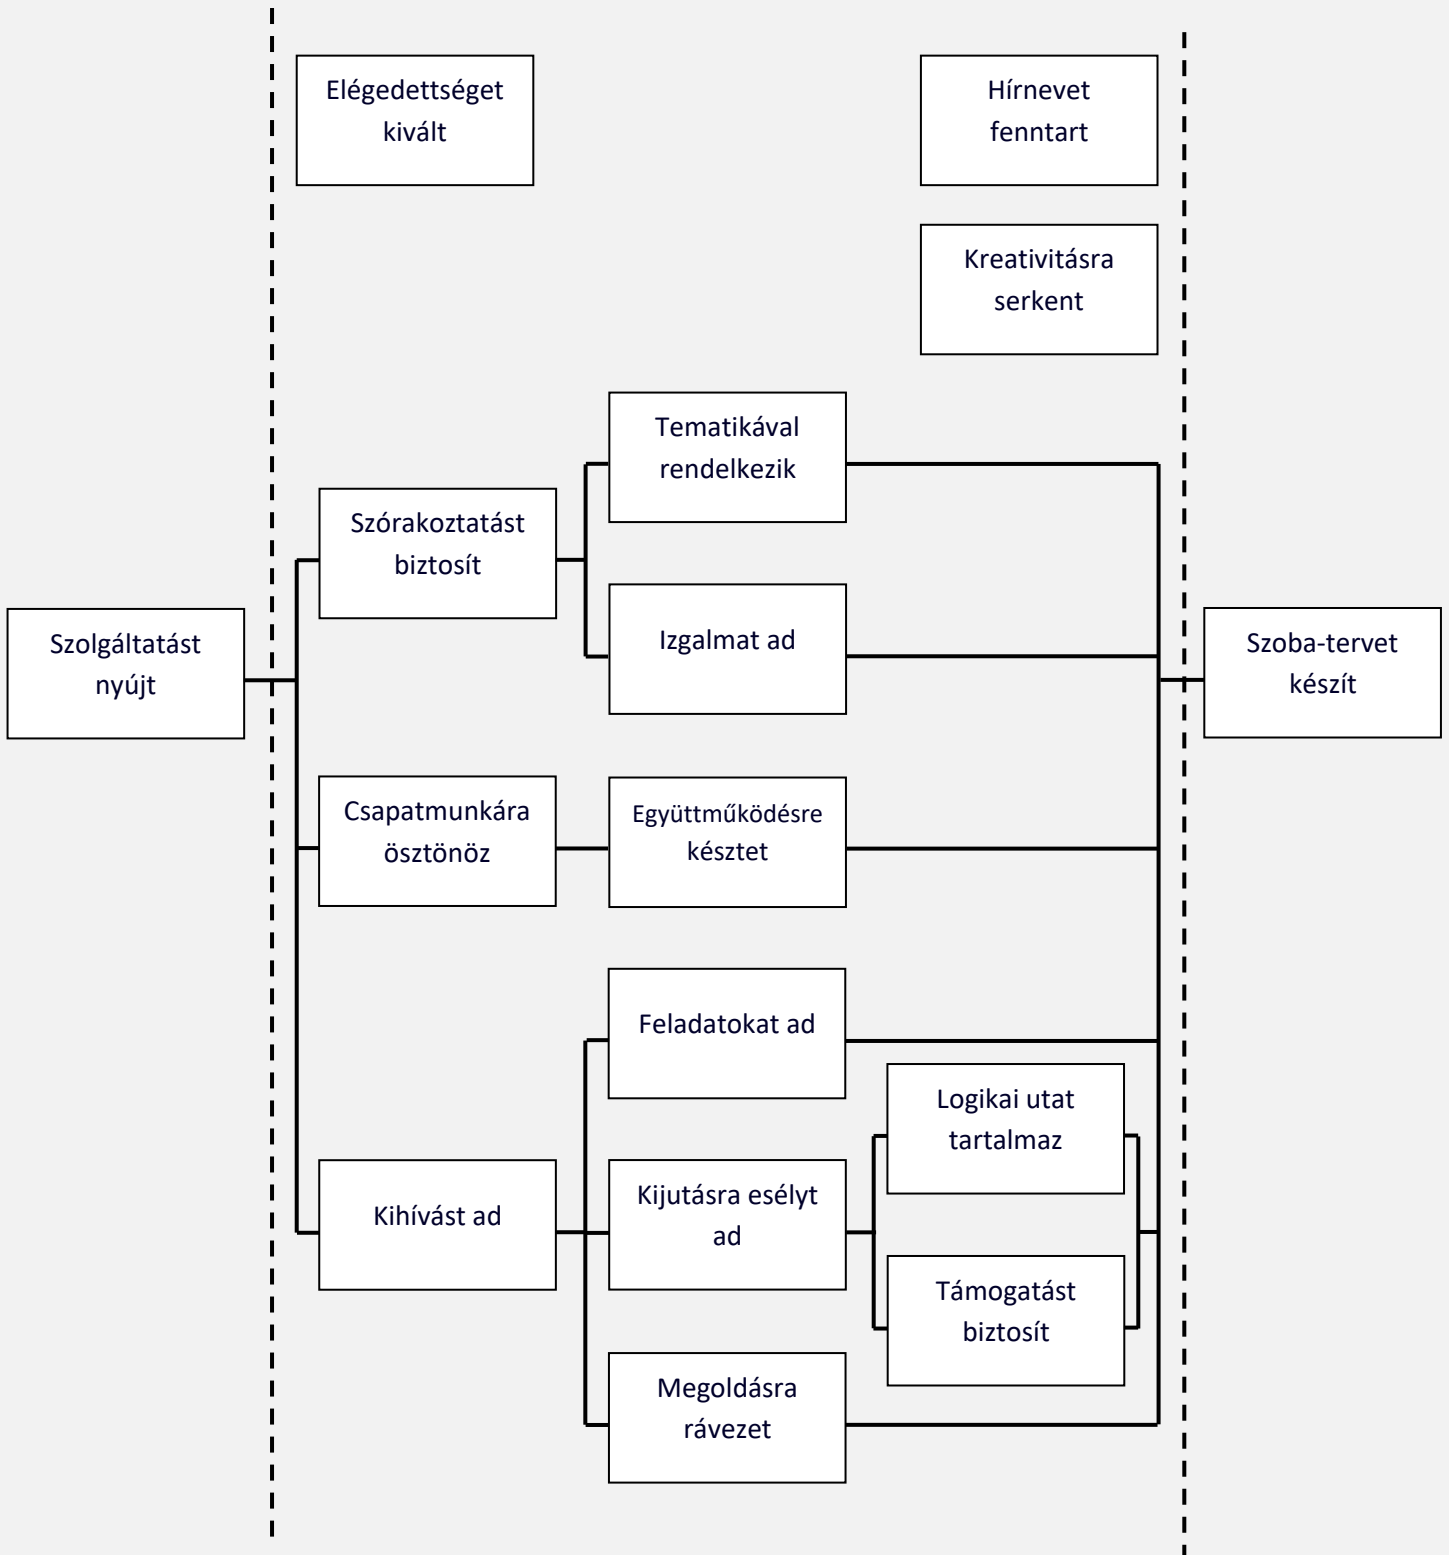 Elégedettséget
kivált
Hírnevet
fenntart
Kreativitásra
serkent
Tematikával
rendelkezik
Szórakoztatást
biztosít
Izgalmat ad
Szolgáltatást
nyújt
Szoba-tervet
készít
Csapatmunkára
ösztönöz
Együttműködésre
késztet
Feladatokat ad
Logikai utat
tartalmaz
Kihívást ad
Kijutásra esélyt
ad
Támogatást
biztosít
Megoldásra
rávezet